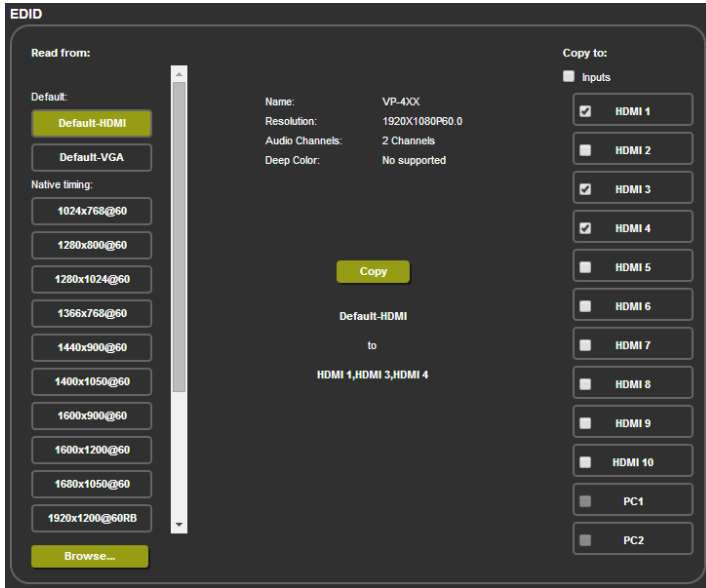 EDID
Read from:
Default:
Default-HDMI
Default-VGA
Native timing:
1024x768@60
1280x800@60
1280x1024@60
1366x768@60
1440x900@60
1400x1050@60
1600x900@60
1600x1200@60
1680x1050@60
1920x1200@60RB
Browse...
Name: VP-4XX
Resolution: 1920X1080P60.0
Audio Channels: 2 Channels
Deep Color: No supported
Copy
Default-HDMI
to
HDMI 1,HDMI 3,HDMI 4
Copy to:
Inputs
HDMI 1
HDMI 2
HDMI 3
HDMI 4
HDMI 5
HDMI 6
HDMI 7
HDMI 8
HDMI 9
HDMI 10
PC1
PC2